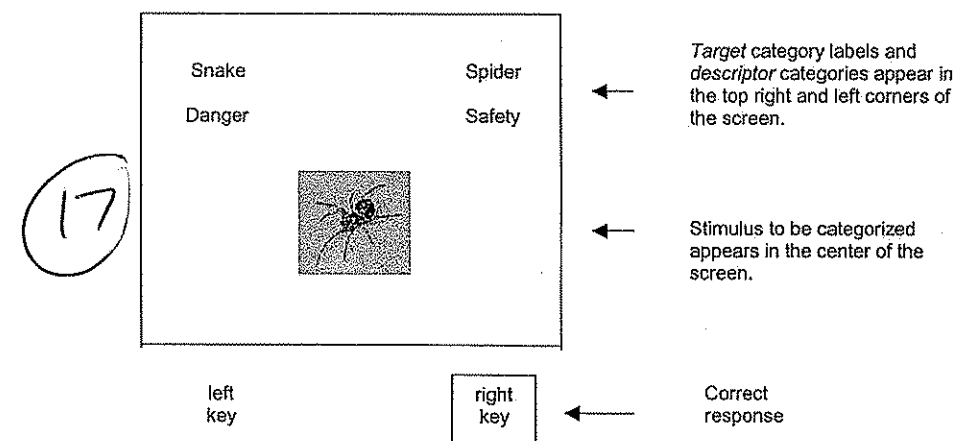 Snake Spider
Danger Safety
Target category labels and
descriptor categories appear in
the top right and left corners of
the screen.
17
Stimulus to be categorized
appears in the center of the
screen.
left
key
right
key
Correct
response